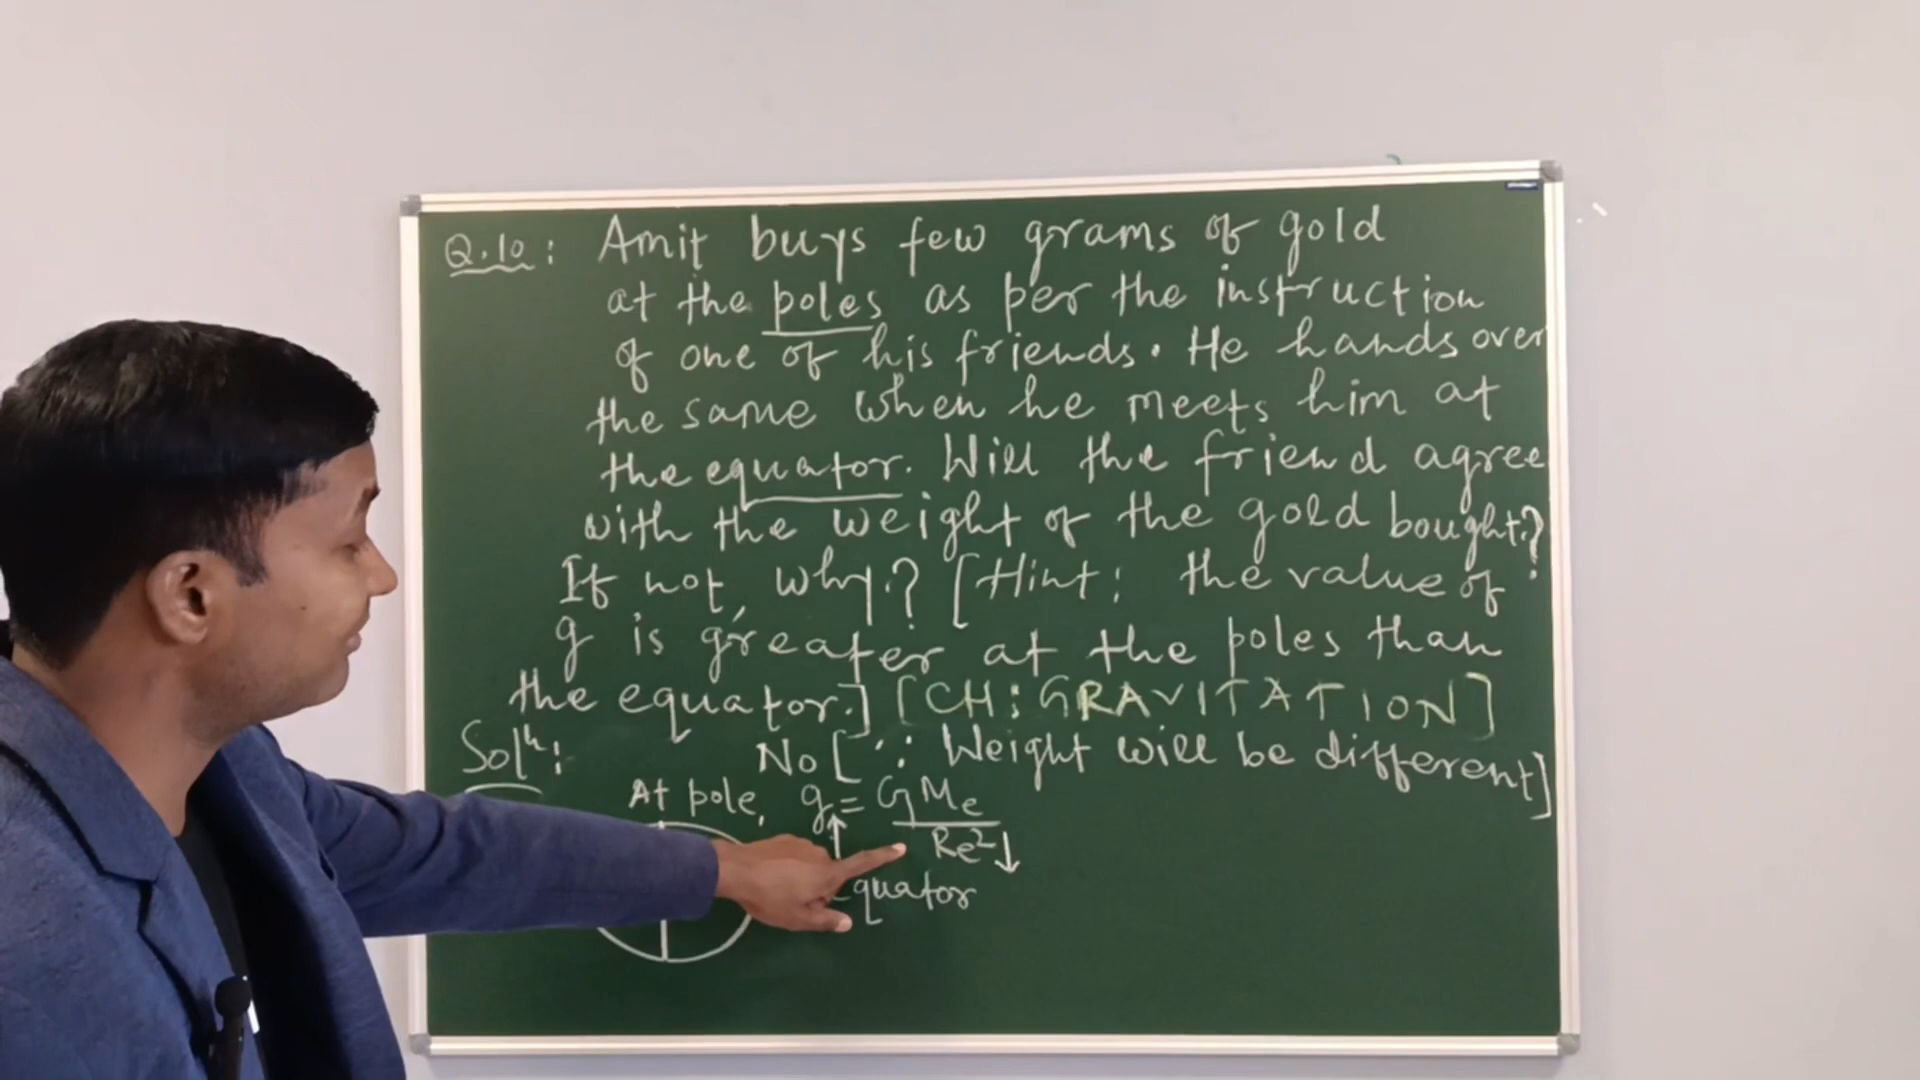 Q.10: Amit buys few grams of gold
at the poles as per the instruction
of one of his friends. He hands over
the same when he meets him at
the equator. Will the friend agree
with the weight of the gold bought?
If not, why? [Hint: the value of
g is greater at the poles than
the equator.] [CH: GRAVITATION]
Solⁿ: No [∵ Weight will be different]
At pole, g↑ = GMe / Re²↓
quator